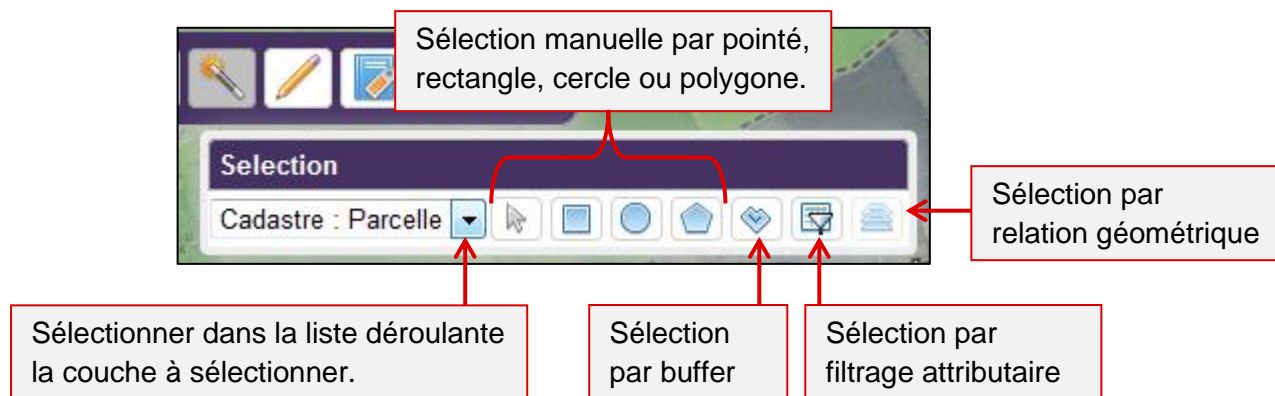 Sélection manuelle par pointé,
rectangle, cercle ou polygone.
Selection
Cadastre : Parcelle
Sélection par
relation géométrique
Sélectionner dans la liste déroulante
la couche à sélectionner.
Sélection
par buffer
Sélection par
filtrage attributaire